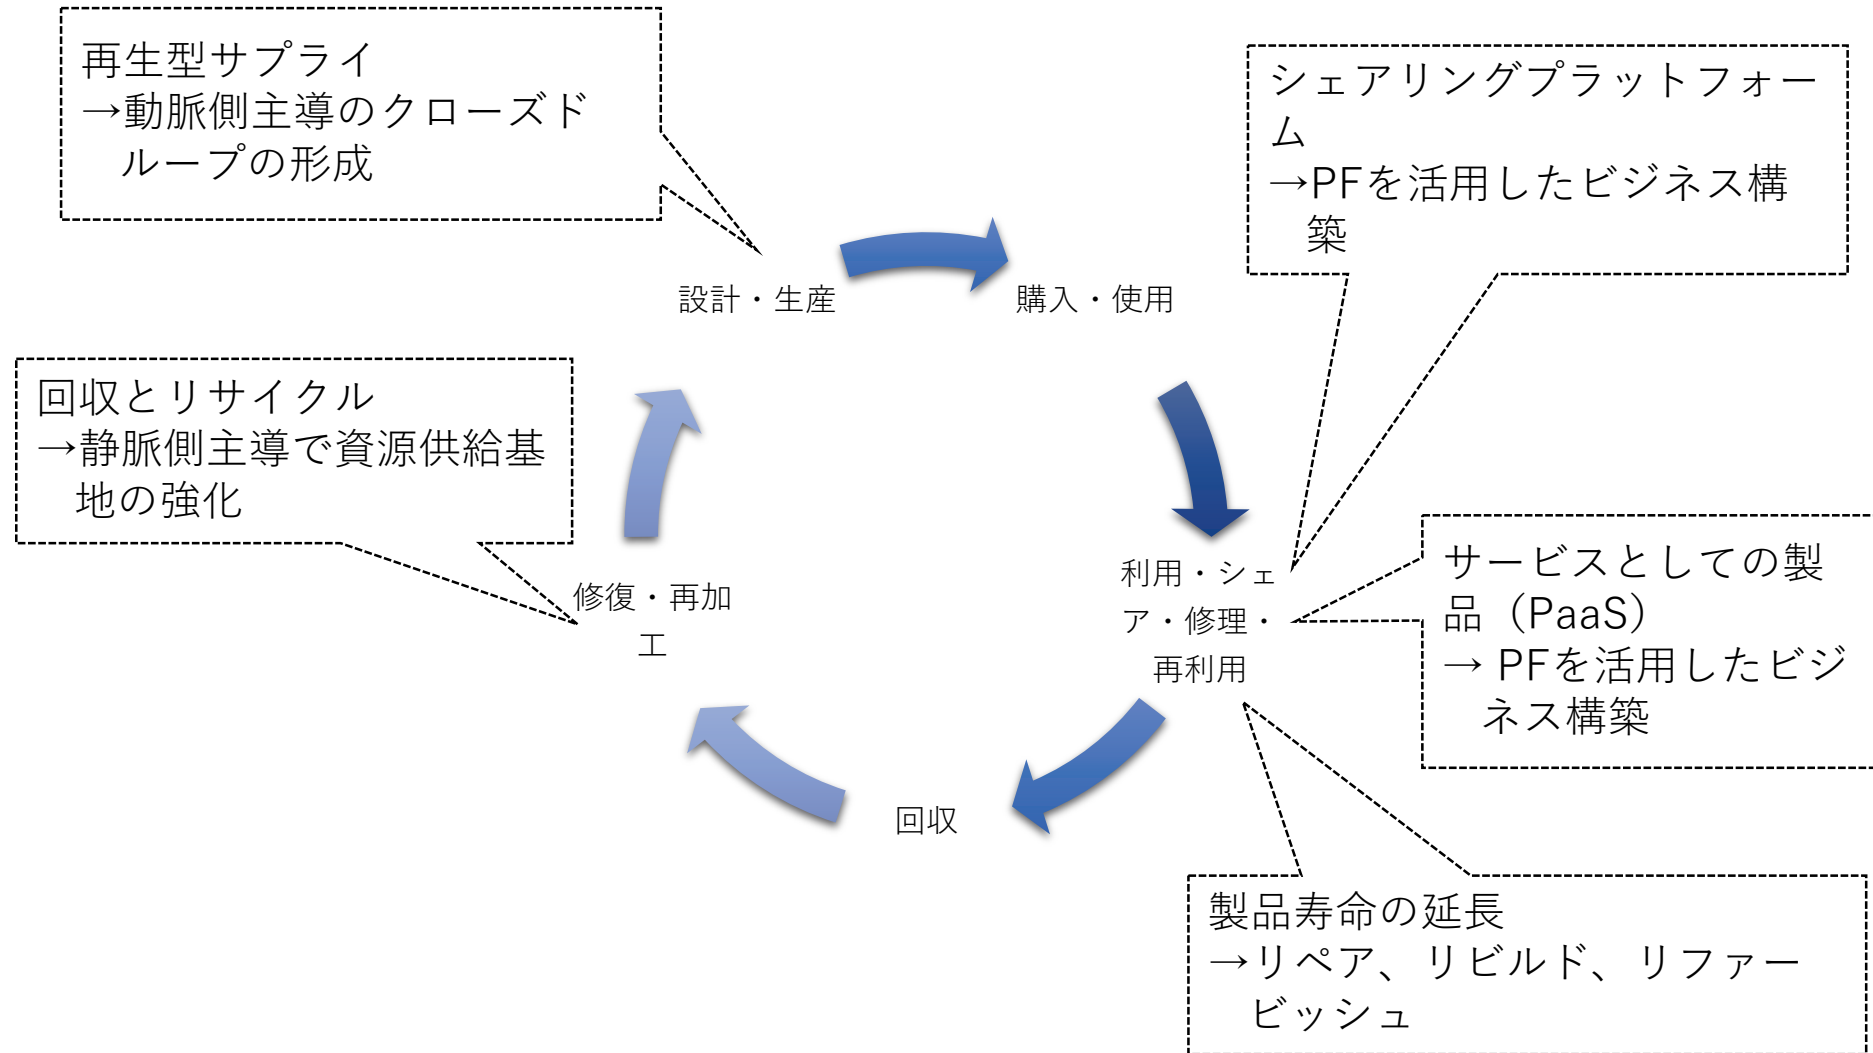 再生型サプライ
→動脈側主導のクローズド
ループの形成
シェアリングプラットフォー
ム
→PFを活用したビジネス構
築
設計・生産
購入・使用
回収とリサイクル
→静脈側主導で資源供給基
地の強化
修復・再加
工
利用・シェ
ア・修理・
再利用
サービスとしての製
品（PaaS）
→ PFを活用したビジ
ネス構築
回収
製品寿命の延長
→リペア、リビルド、リファー
ビッシュ